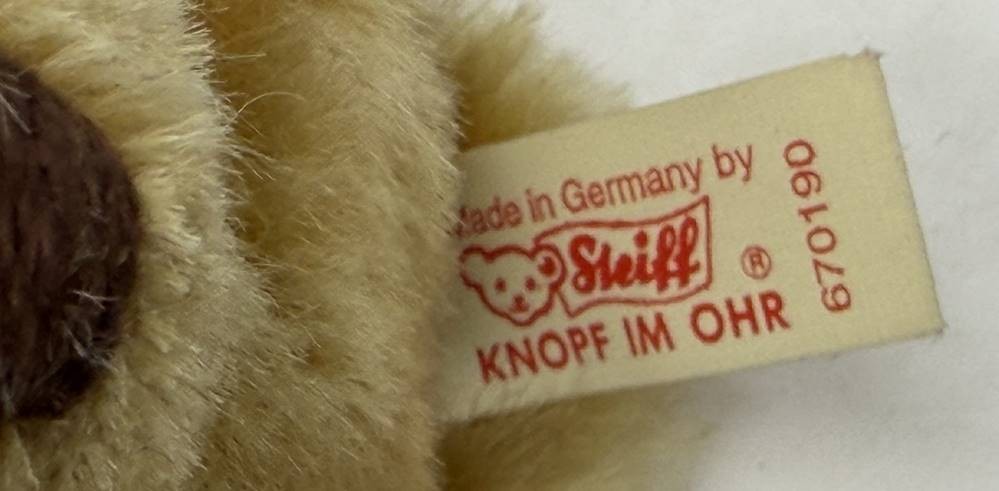 Made in Germany by
Steiff ®
KNOPF IM OHR
670190